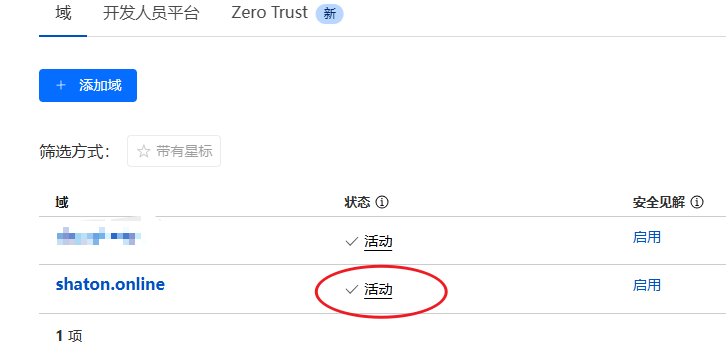 域 开发人员平台 Zero Trust 新
+ 添加域
筛选方式： ☆ 带有星标
域 状态 安全见解
活动 启用
shaton.online 活动 启用
1 项